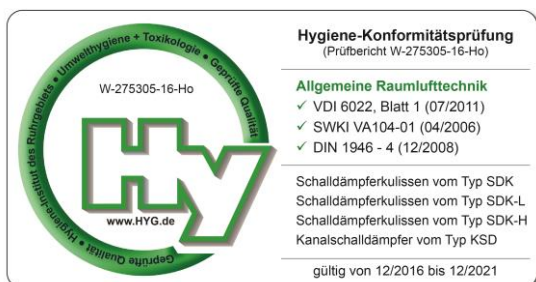 Hygiene-Institut des Ruhrgebiets • Umwelthygiene + Toxikologie • Geprüfte Qualität •
Geprüfte Qualität •
W-275305-16-Ho
Hy
www.HYG.de
Hygiene-Konformitätsprüfung
(Prüfbericht W-275305-16-Ho)
Allgemeine Raumlufttechnik
✓ VDI 6022, Blatt 1 (07/2011)
✓ SWKI VA104-01 (04/2006)
✓ DIN 1946 - 4 (12/2008)
Schalldämpferkulissen vom Typ SDK
Schalldämpferkulissen vom Typ SDK-L
Schalldämpferkulissen vom Typ SDK-H
Kanalschalldämpfer vom Typ KSD
gültig von 12/2016 bis 12/2021